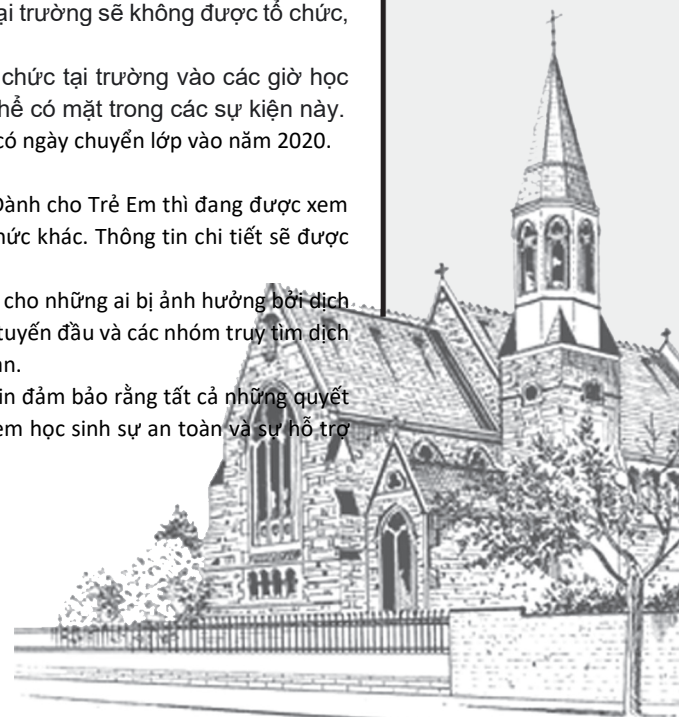 ại trường sẽ không được tổ chức,
chức tại trường vào các giờ học
hể có mặt trong các sự kiện này.
có ngày chuyển lớp vào năm 2020.
Dành cho Trẻ Em thì đang được xem
hức khác. Thông tin chi tiết sẽ được
cho những ai bị ảnh hưởng bởi dịch
tuyến đầu và các nhóm truy tìm dịch
an.
in đảm bảo rằng tất cả những quyết
em học sinh sự an toàn và sự hỗ trợ